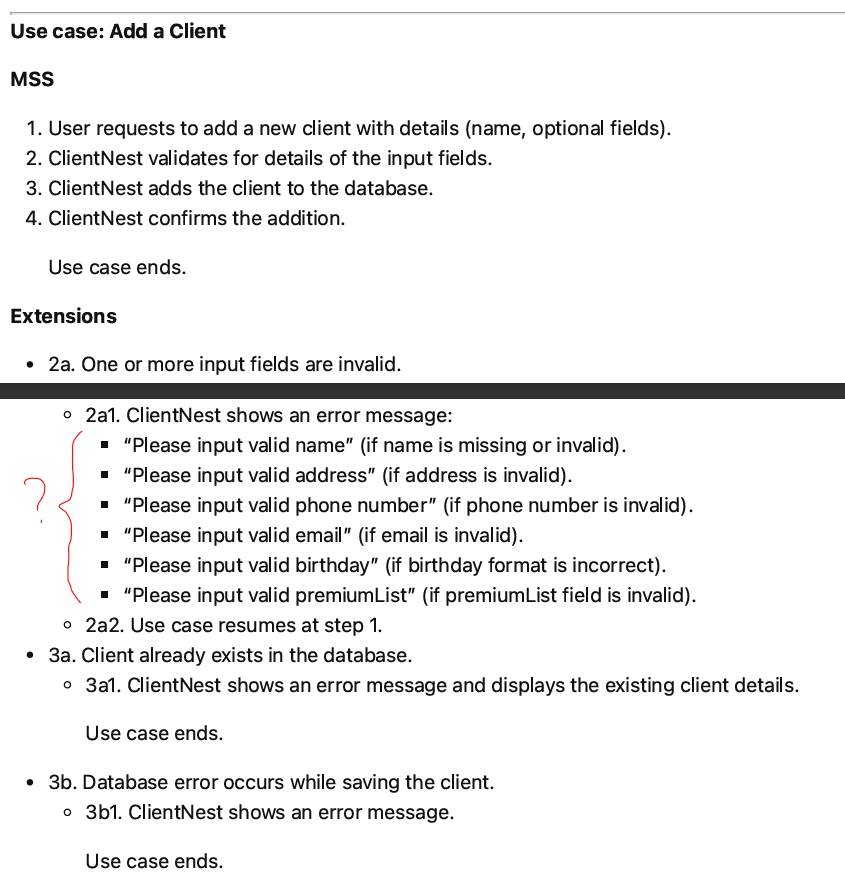 Use case: Add a Client
MSS
1. User requests to add a new client with details (name, optional fields).
2. ClientNest validates for details of the input fields.
3. ClientNest adds the client to the database.
4. ClientNest confirms the addition.
Use case ends.
Extensions
• 2a. One or more input fields are invalid.
◦ 2a1. ClientNest shows an error message:
▪ “Please input valid name” (if name is missing or invalid).
▪ “Please input valid address” (if address is invalid).
?
▪ “Please input valid phone number” (if phone number is invalid).
▪ “Please input valid email” (if email is invalid).
▪ “Please input valid birthday” (if birthday format is incorrect).
▪ “Please input valid premiumList” (if premiumList field is invalid).
◦ 2a2. Use case resumes at step 1.
• 3a. Client already exists in the database.
◦ 3a1. ClientNest shows an error message and displays the existing client details.
Use case ends.
• 3b. Database error occurs while saving the client.
◦ 3b1. ClientNest shows an error message.
Use case ends.